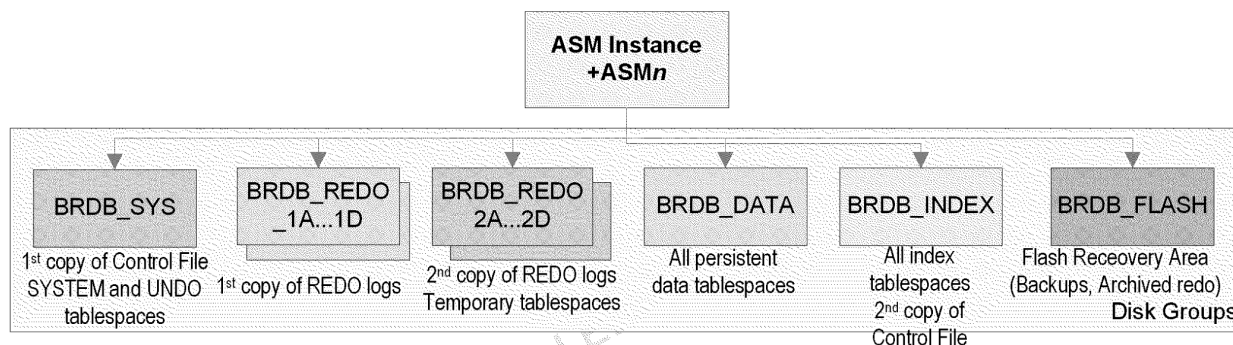 ASM Instance
+ASMn
BRDB_SYS
1st copy of Control File
SYSTEM and UNDO
tablespaces
BRDB_REDO
_1A...1D
1st copy of REDO logs
BRDB_REDO
2A...2D
2nd copy of REDO logs
Temporary tablespaces
BRDB_DATA
All persistent
data tablespaces
BRDB_INDEX
All index
tablespaces
2nd copy of
Control File
BRDB_FLASH
Flash Receovery Area
(Backups, Archived redo)
Disk Groups